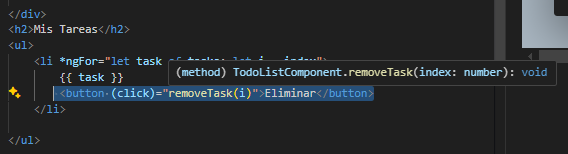 </div>
<h2>Mis Tareas</h2>
<ul>
<li *ngFor="let task
(method) TodoListComponent.removeTask(index: number): void
{{ task }}
<button (click)="removeTask(i)">Eliminar</button>
</li>
</ul>